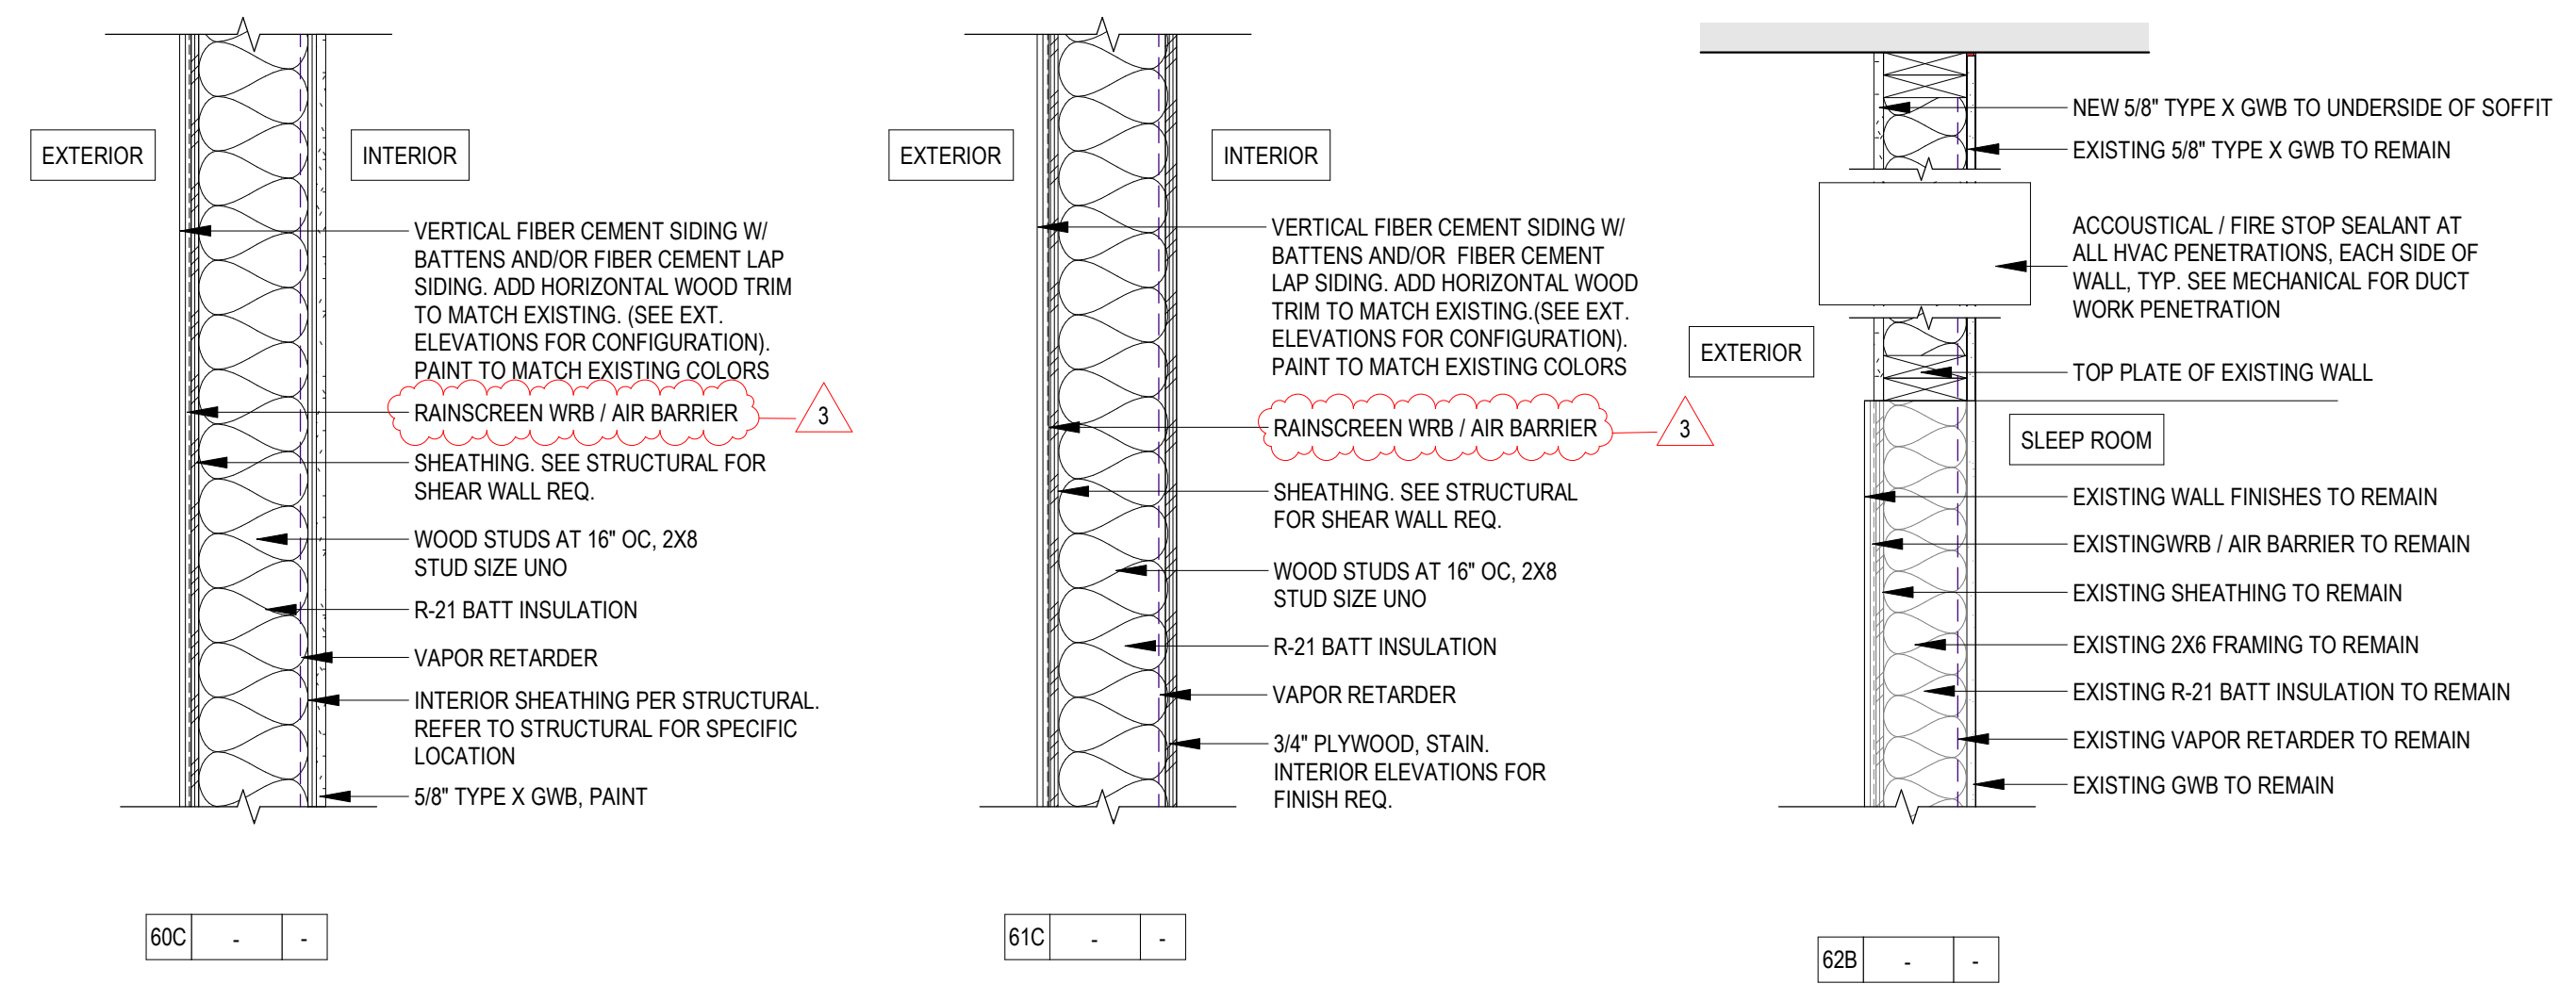 EXTERIOR
INTERIOR
VERTICAL FIBER CEMENT SIDING W/
BATTENS AND/OR FIBER CEMENT LAP
SIDING. ADD HORIZONTAL WOOD TRIM
TO MATCH EXISTING. (SEE EXT.
ELEVATIONS FOR CONFIGURATION).
PAINT TO MATCH EXISTING COLORS
RAINSCREEN WRB / AIR BARRIER
3
SHEATHING. SEE STRUCTURAL FOR
SHEAR WALL REQ.
WOOD STUDS AT 16" OC, 2X8
STUD SIZE UNO
R-21 BATT INSULATION
VAPOR RETARDER
INTERIOR SHEATHING PER STRUCTURAL.
REFER TO STRUCTURAL FOR SPECIFIC
LOCATION
5/8" TYPE X GWB, PAINT
60C - -
EXTERIOR
INTERIOR
VERTICAL FIBER CEMENT SIDING W/
BATTENS AND/OR FIBER CEMENT
LAP SIDING. ADD HORIZONTAL WOOD
TRIM TO MATCH EXISTING.(SEE EXT.
ELEVATIONS FOR CONFIGURATION).
PAINT TO MATCH EXISTING COLORS
RAINSCREEN WRB / AIR BARRIER
3
SHEATHING. SEE STRUCTURAL
FOR SHEAR WALL REQ.
WOOD STUDS AT 16" OC, 2X8
STUD SIZE UNO
R-21 BATT INSULATION
VAPOR RETARDER
3/4" PLYWOOD, STAIN.
INTERIOR ELEVATIONS FOR
FINISH REQ.
61C - -
NEW 5/8" TYPE X GWB TO UNDERSIDE OF SOFFIT
EXISTING 5/8" TYPE X GWB TO REMAIN
ACCOUSTICAL / FIRE STOP SEALANT AT
ALL HVAC PENETRATIONS, EACH SIDE OF
WALL, TYP. SEE MECHANICAL FOR DUCT
WORK PENETRATION
EXTERIOR
TOP PLATE OF EXISTING WALL
SLEEP ROOM
EXISTING WALL FINISHES TO REMAIN
EXISTINGWRB / AIR BARRIER TO REMAIN
EXISTING SHEATHING TO REMAIN
EXISTING 2X6 FRAMING TO REMAIN
EXISTING R-21 BATT INSULATION TO REMAIN
EXISTING VAPOR RETARDER TO REMAIN
EXISTING GWB TO REMAIN
62B - -